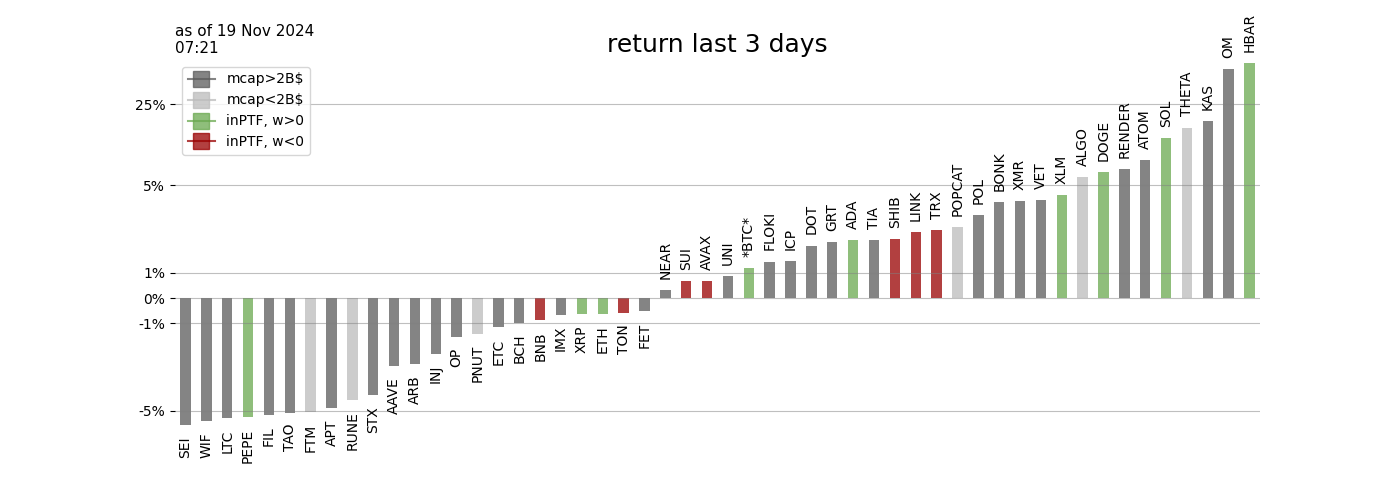 as of 19 Nov 2024
07:21
return last 3 days
mcap>2B$
mcap<2B$
inPTF, w>0
inPTF, w<0
25%
5%
1%
0%
-1%
-5%
SEI
WIF
LTC
PEPE
FIL
TAO
FTM
APT
RUNE
STX
AAVE
ARB
INJ
OP
PNUT
ETC
BCH
BNB
IMX
XRP
ETH
TON
FET
NEAR
SUI
AVAX
UNI
*BTC*
FLOKI
ICP
DOT
GRT
ADA
TIA
SHIB
LINK
TRX
POPCAT
POL
BONK
XMR
VET
XLM
ALGO
DOGE
RENDER
ATOM
SOL
THETA
KAS
OM
HBAR